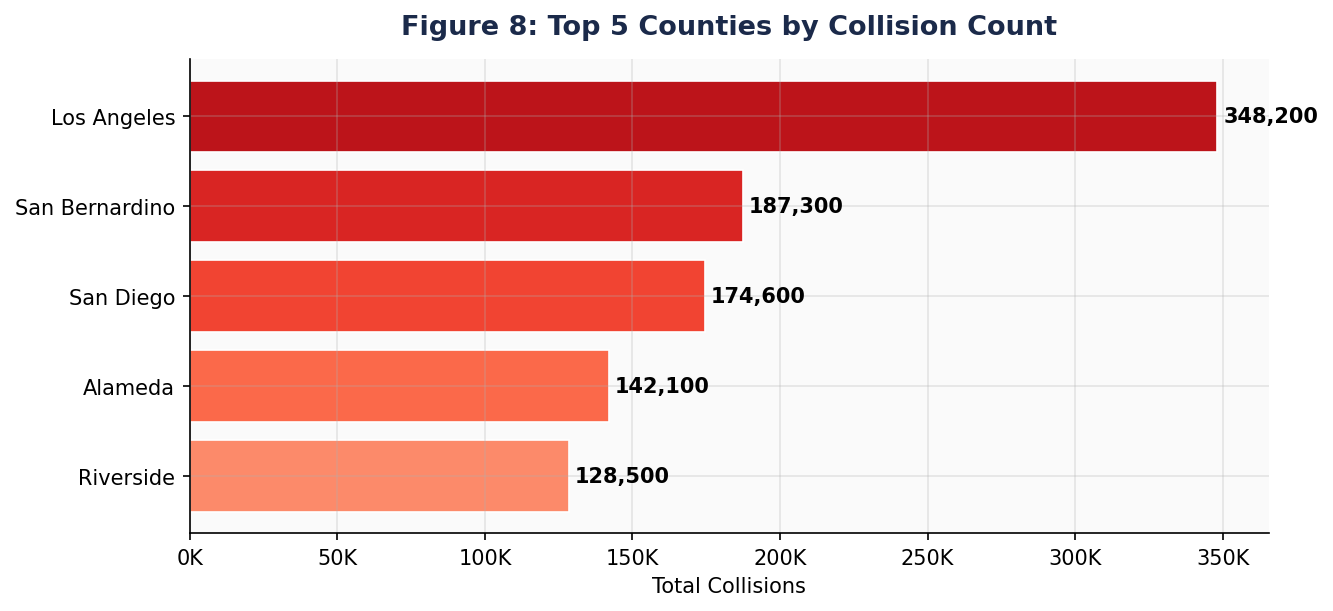 Figure 8: Top 5 Counties by Collision Count
Los Angeles 348,200
San Bernardino 187,300
San Diego 174,600
Alameda 142,100
Riverside 128,500
0K 50K 100K 150K 200K 250K 300K 350K
Total Collisions